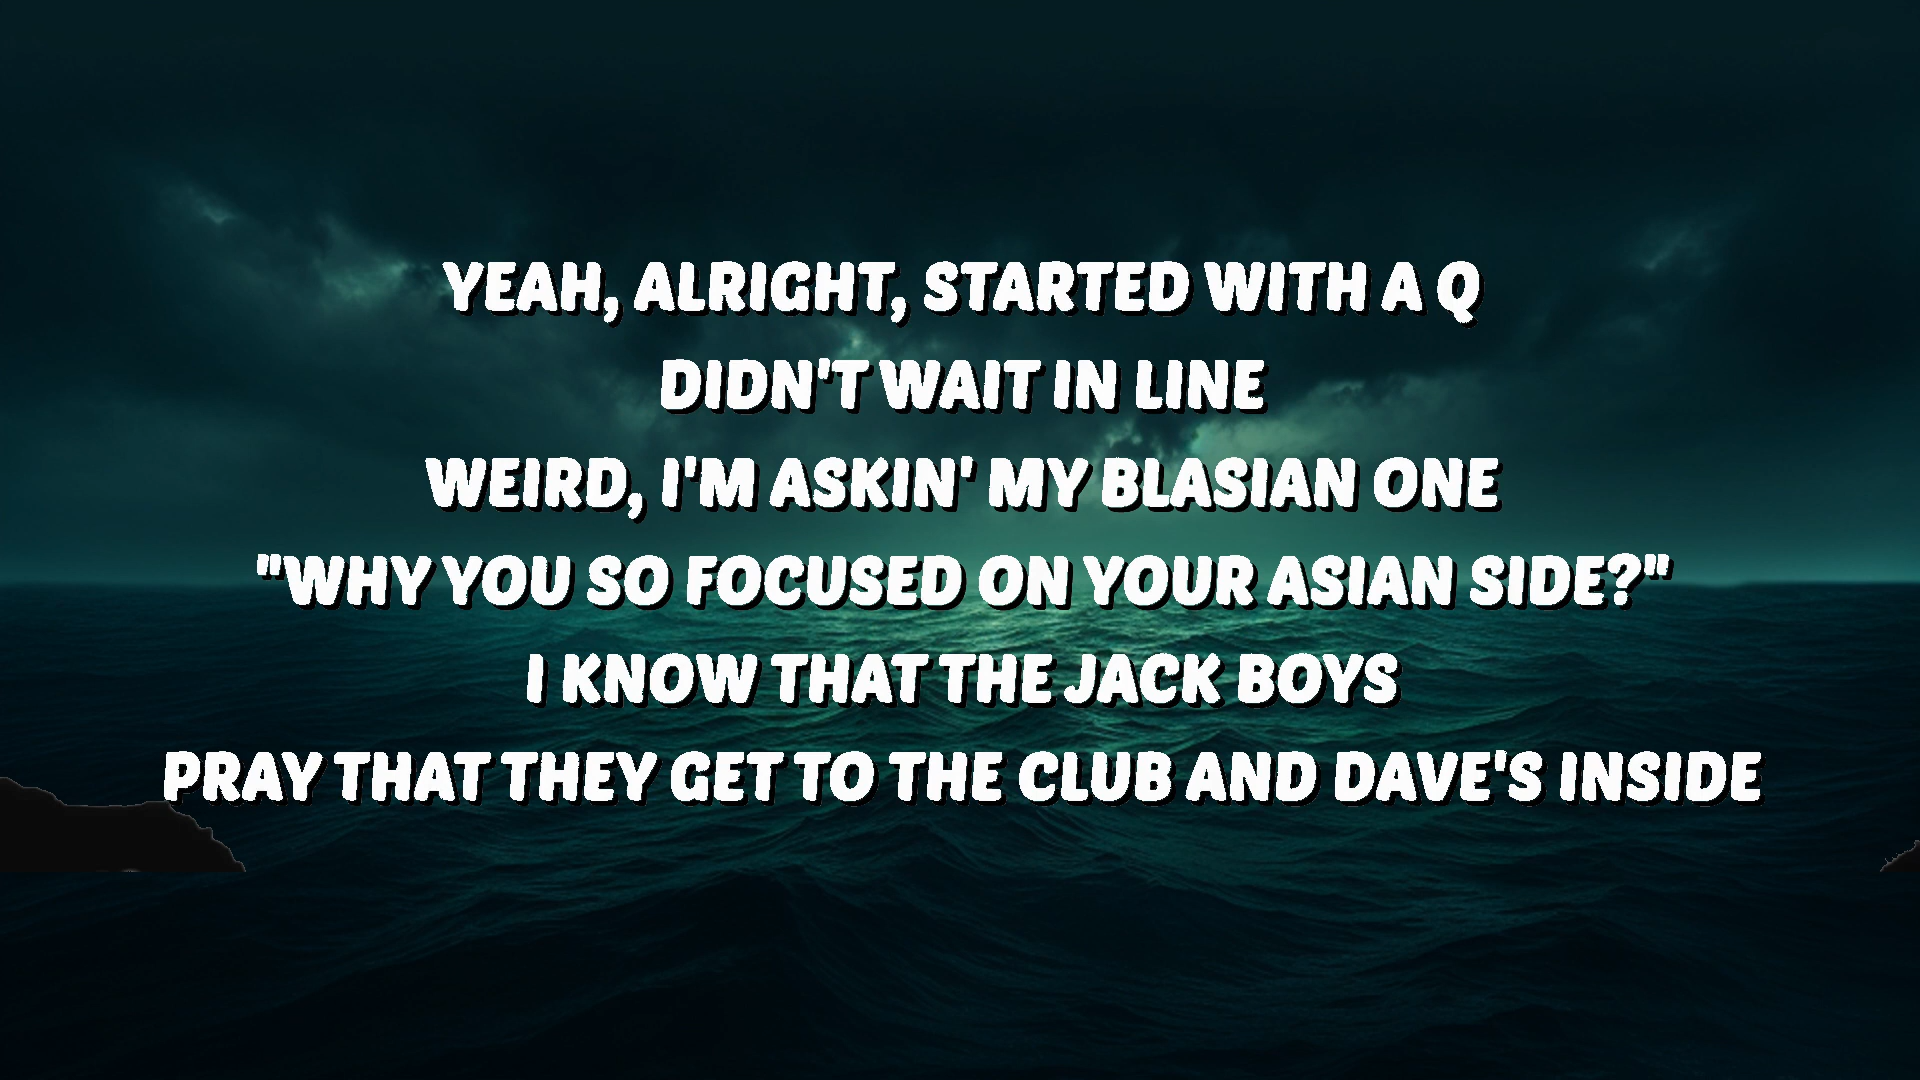 YEAH, ALRIGHT, STARTED WITH A Q
DIDN'T WAIT IN LINE
WEIRD, I'M ASKIN' MY BLASIAN ONE
"WHY YOU SO FOCUSED ON YOUR ASIAN SIDE?"
I KNOW THAT THE JACK BOYS
PRAY THAT THEY GET TO THE CLUB AND DAVE'S INSIDE